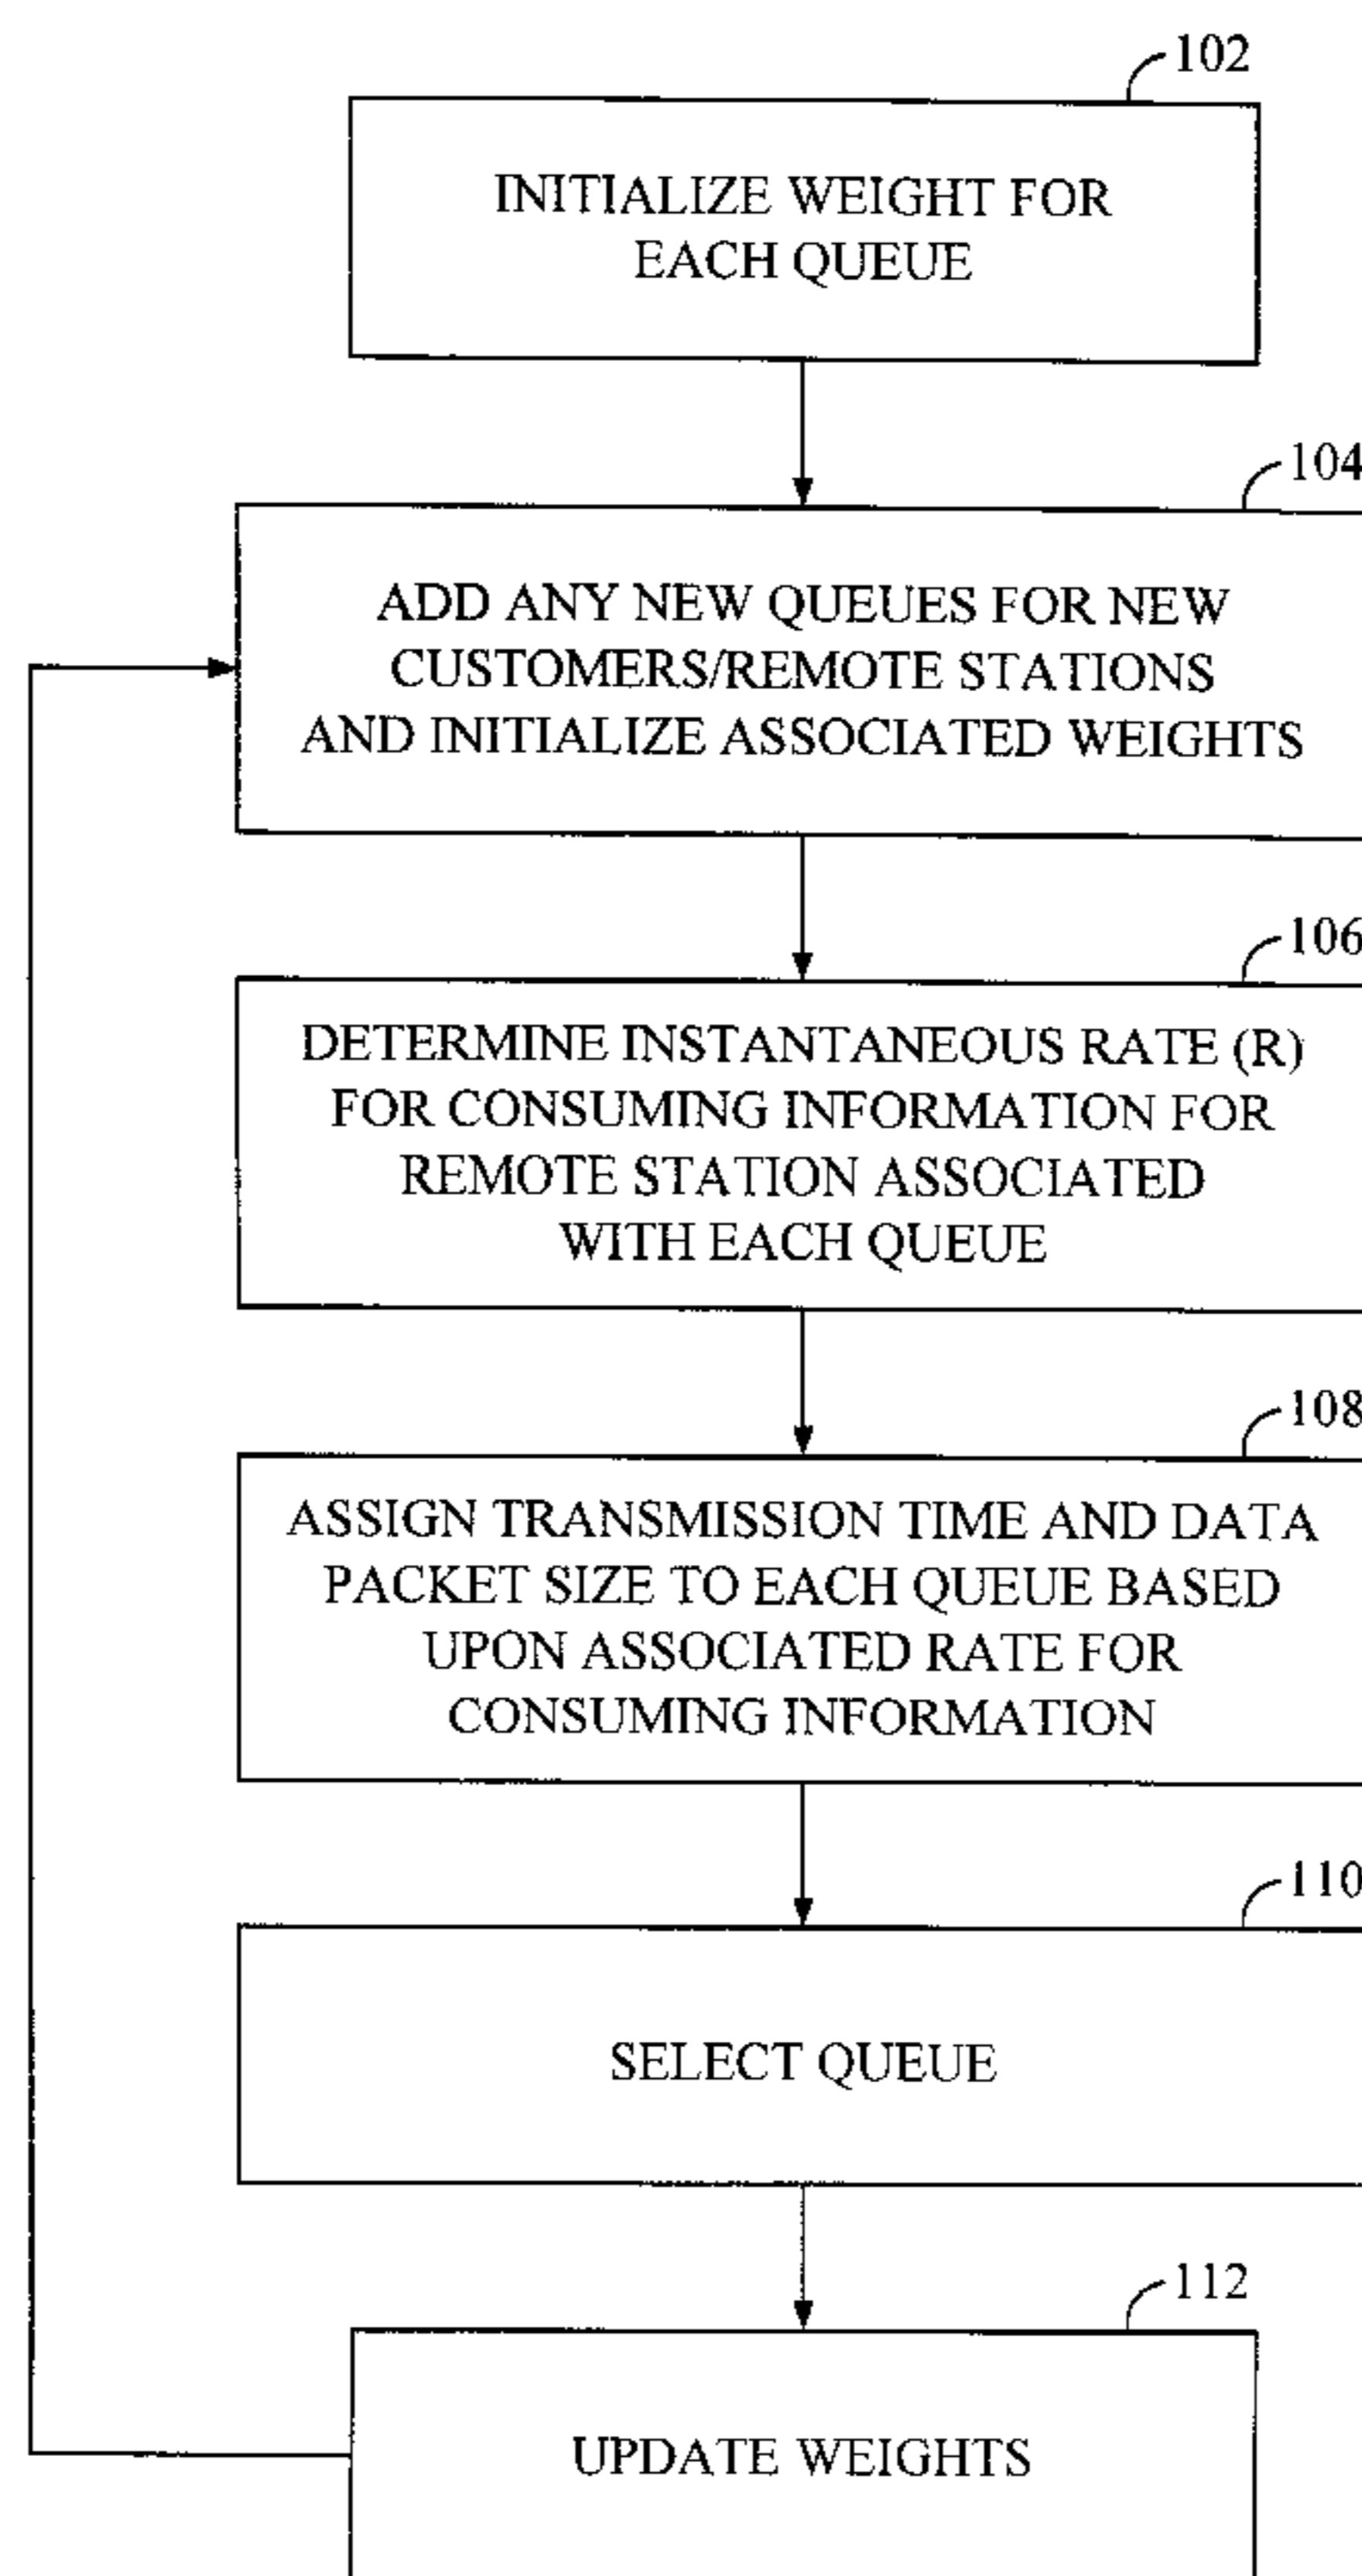 102
INITIALIZE WEIGHT FOR
EACH QUEUE
104
ADD ANY NEW QUEUES FOR NEW
CUSTOMERS/REMOTE STATIONS
AND INITIALIZE ASSOCIATED WEIGHTS
106
DETERMINE INSTANTANEOUS RATE (R)
FOR CONSUMING INFORMATION FOR
REMOTE STATION ASSOCIATED
WITH EACH QUEUE
108
ASSIGN TRANSMISSION TIME AND DATA
PACKET SIZE TO EACH QUEUE BASED
UPON ASSOCIATED RATE FOR
CONSUMING INFORMATION
110
SELECT QUEUE
112
UPDATE WEIGHTS